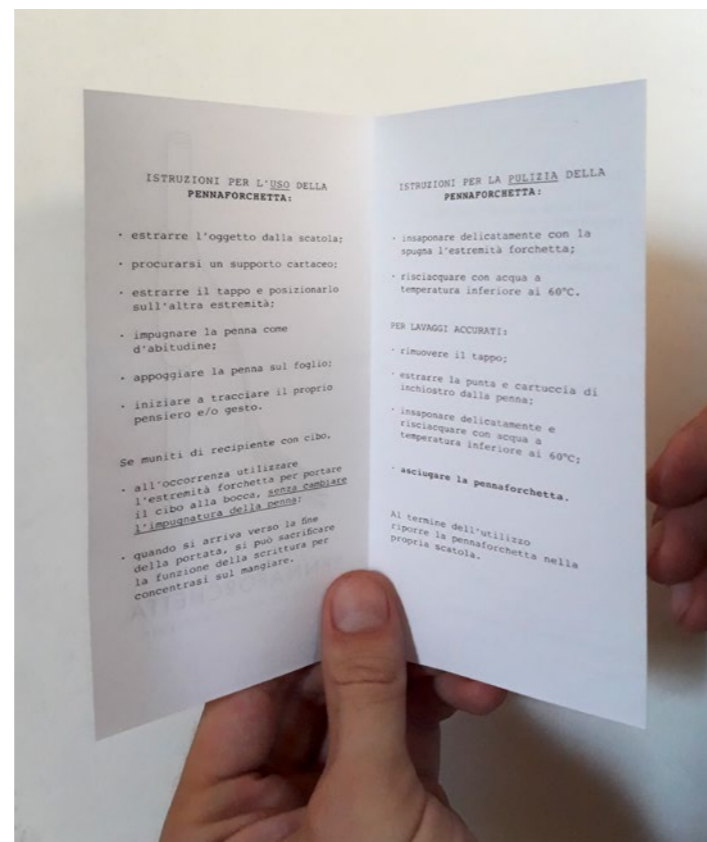 ISTRUZIONI PER L'USO DELLA
PENNAFORCHETTA:
· estrarre l'oggetto dalla scatola;
· procurarsi un supporto cartaceo;
· estrarre il tappo e posizionarlo
sull'altra estremità;
· impugnare la penna come
d'abitudine;
· appoggiare la penna sul foglio;
· iniziare a tracciare il proprio
pensiero e/o gesto.
Se muniti di recipiente con cibo,
· all'occorrenza utilizzare
l'estremità forchetta per portare
il cibo alla bocca, senza cambiare
l'impugnatura della penna;
· quando si arriva verso la fine
della portata, si può sacrificare
la funzione della scrittura per
concentrasi sul mangiare.
ISTRUZIONI PER LA PULIZIA DELLA
PENNAFORCHETTA:
· insaponare delicatamente con la
spugna l'estremità forchetta;
· risciacquare con acqua a
temperatura inferiore ai 60°C.
PER LAVAGGI ACCURATI:
· rimuovere il tappo;
· estrarre la punta e cartuccia di
inchiostro dalla penna;
· insaponare delicatamente e
risciacquare con acqua a
temperatura inferiore ai 60°C;
· asciugare la pennaforchetta.
Al termine dell'utilizzo
riporre la pennaforchetta nella
propria scatola.